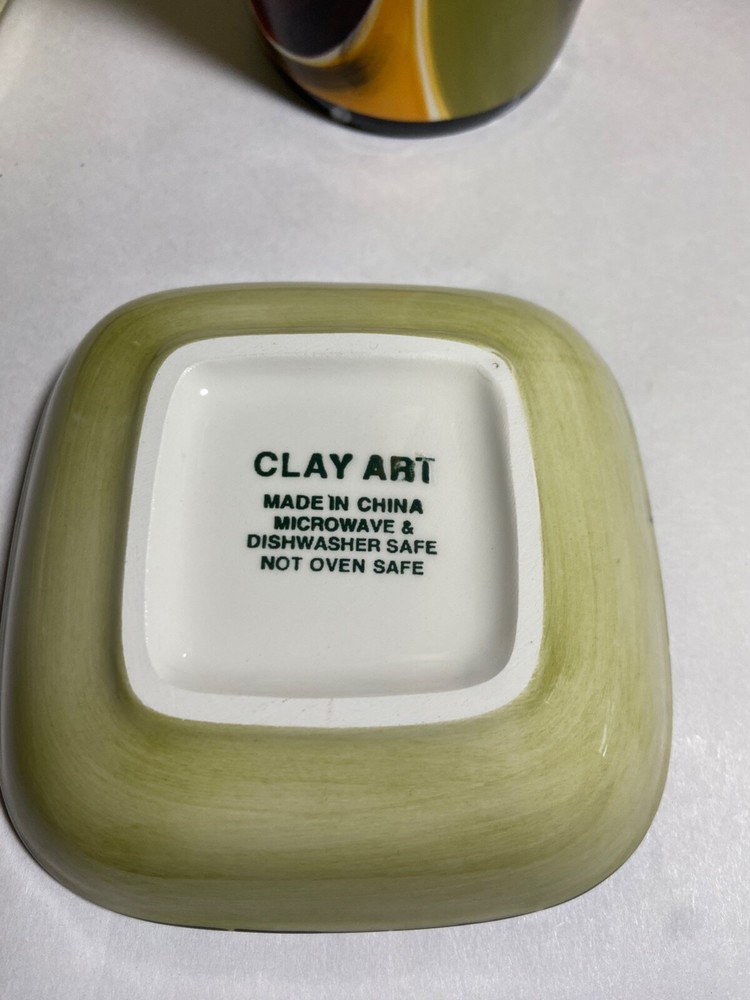 CLAY ART
MADE IN CHINA
MICROWAVE &
DISHWASHER SAFE
NOT OVEN SAFE